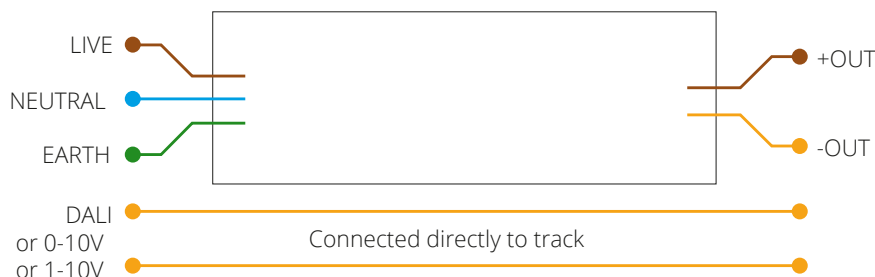 LIVE
+OUT
NEUTRAL
-OUT
EARTH
DALI
or 0-10V
or 1-10V
Connected directly to track